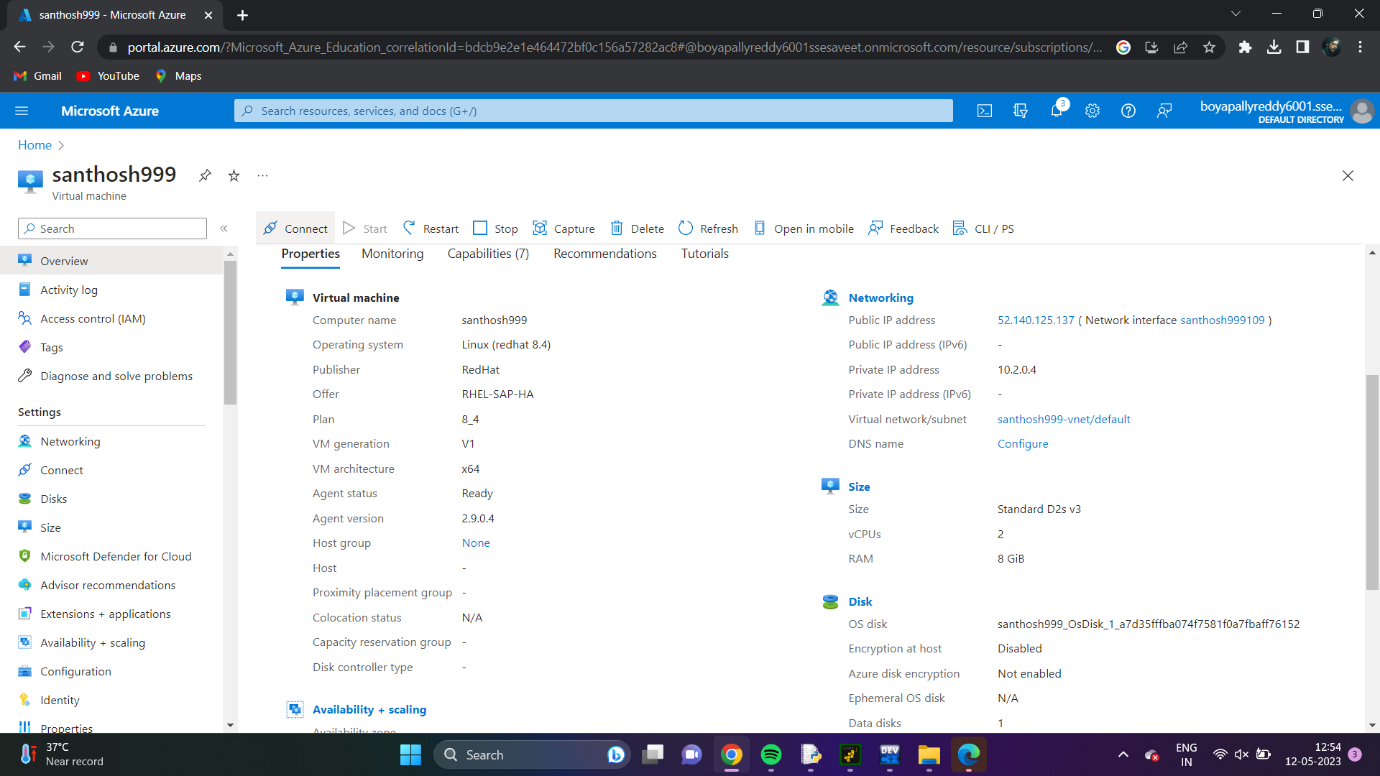 santhosh999 - Microsoft Azure
portal.azure.com/?Microsoft_Azure_Education_correlationId=bdcb9e2e1e464472bf0c156a57282ac8#@boyapallyreddy6001ssesaveet.onmicrosoft.com/resource/subscriptions/...
Gmail YouTube Maps
Microsoft Azure
Search resources, services, and docs (G+/)
3
boyapallyreddy6001.sse...
DEFAULT DIRECTORY
Home >
santhosh999
Virtual machine
Search
Connect Start Restart Stop Capture Delete Refresh Open in mobile Feedback CLI / PS
Overview
Activity log
Access control (IAM)
Tags
Diagnose and solve problems
Settings
Networking
Connect
Disks
Size
Microsoft Defender for Cloud
Advisor recommendations
Extensions + applications
Availability + scaling
Configuration
Identity
Properties
Properties Monitoring Capabilities (7) Recommendations Tutorials
Virtual machine
Computer name santhosh999
Operating system Linux (redhat 8.4)
Publisher RedHat
Offer RHEL-SAP-HA
Plan 8_4
VM generation V1
VM architecture x64
Agent status Ready
Agent version 2.9.0.4
Host group None
Host -
Proximity placement group -
Colocation status N/A
Capacity reservation group -
Disk controller type -
Availability + scaling
Availability zone
Networking
Public IP address 52.140.125.137 ( Network interface santhosh999109 )
Public IP address (IPv6) -
Private IP address 10.2.0.4
Private IP address (IPv6) -
Virtual network/subnet santhosh999-vnet/default
DNS name Configure
Size
Size Standard D2s v3
vCPUs 2
RAM 8 GiB
Disk
OS disk santhosh999_OsDisk_1_a7d35fffba074f7581f0a7fbaff76152
Encryption at host Disabled
Azure disk encryption Not enabled
Ephemeral OS disk N/A
Data disks 1
37°C
Near record
Search
DEV
ENG
IN
12:54
12-05-2023
3